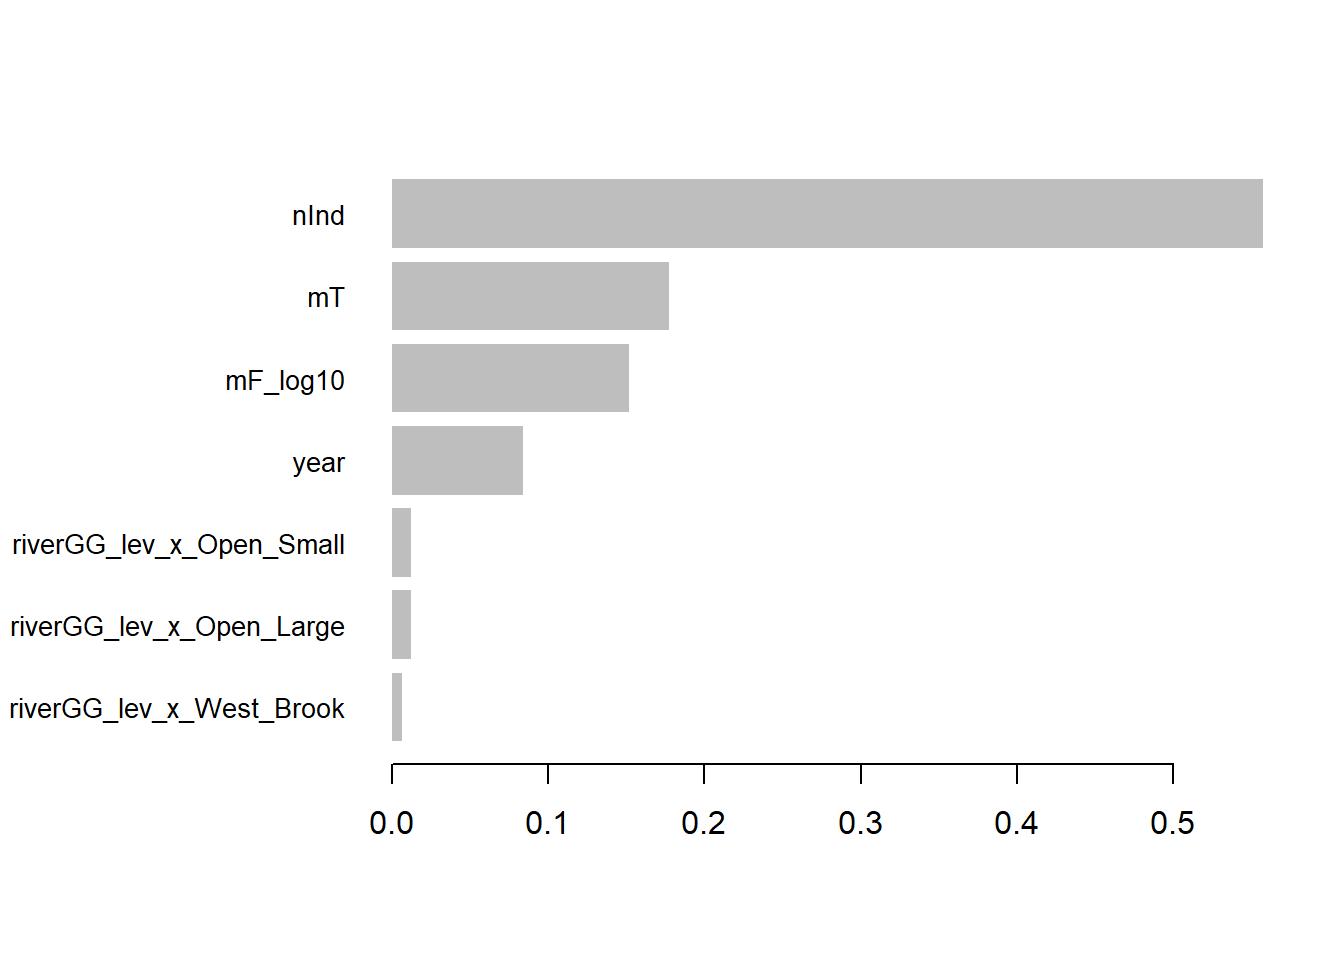 nInd
mT
mF_log10
year
riverGG_lev_x_Open_Small
riverGG_lev_x_Open_Large
riverGG_lev_x_West_Brook
0.0 0.1 0.2 0.3 0.4 0.5